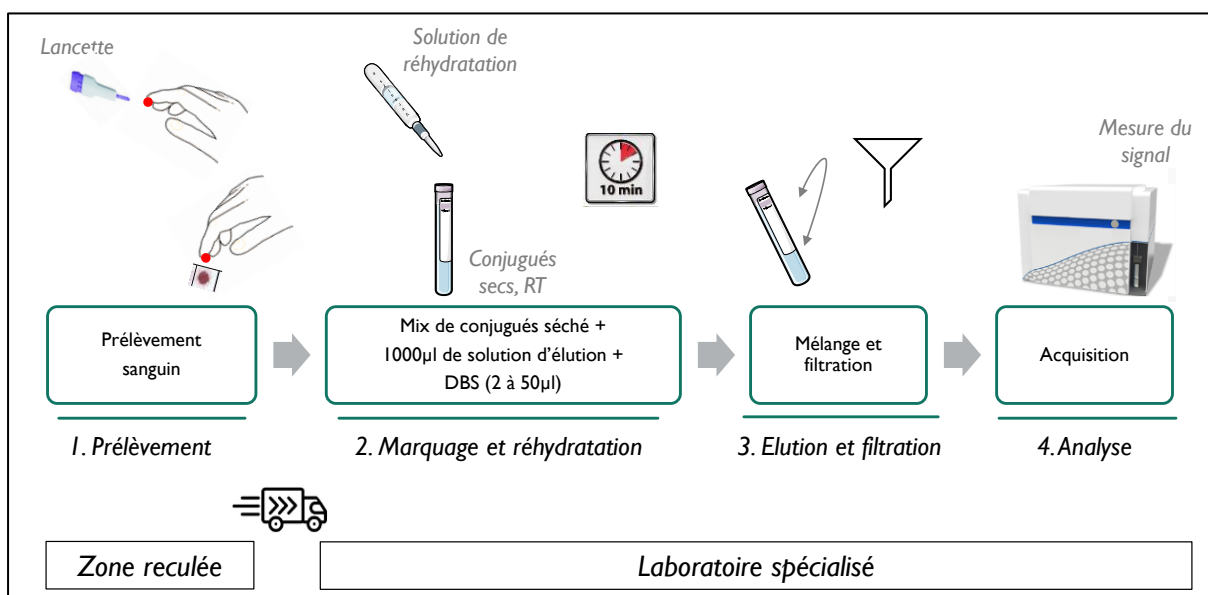 Lancette
Solution de
réhydratation
10 min
Mesure du
signal
Conjugués
secs, RT
Prélèvement
sanguin
Mix de conjugués séché +
1000µl de solution d'élution +
DBS (2 à 50µl)
Mélange et
filtration
Acquisition
1. Prélèvement
2. Marquage et réhydratation
3. Elution et filtration
4. Analyse
Zone reculée
Laboratoire spécialisé